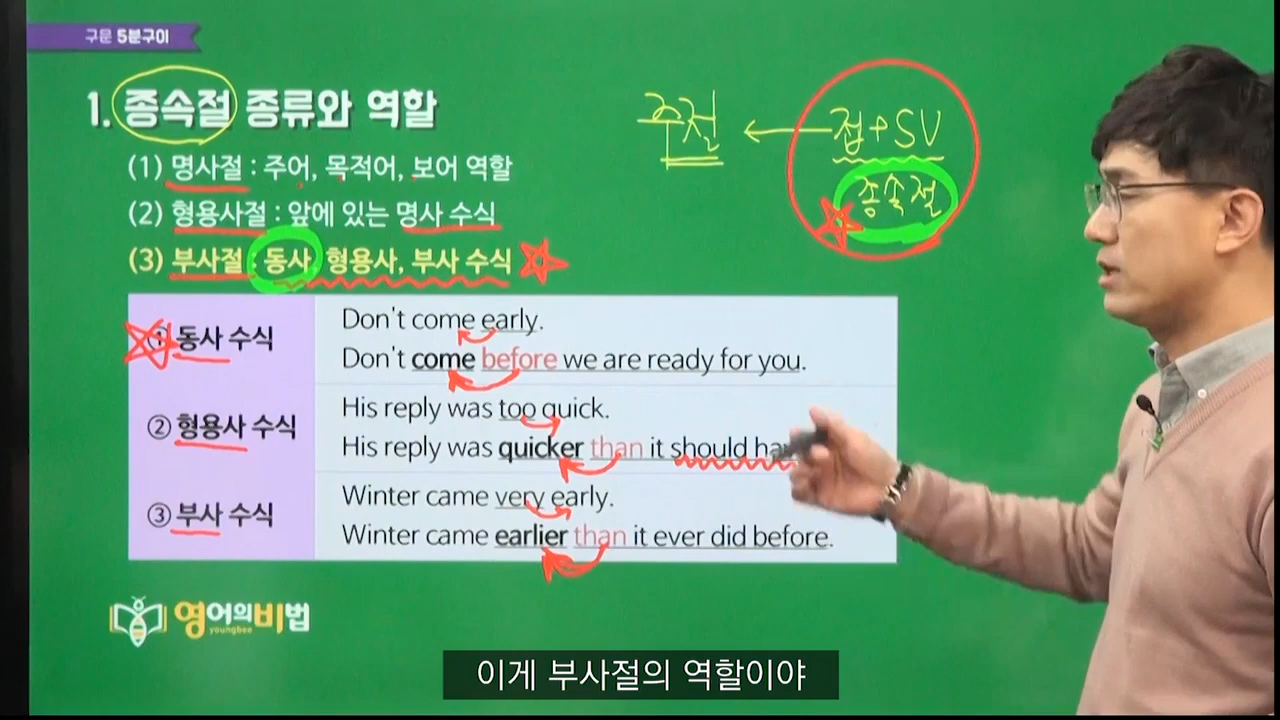 구문 5분구이
1. 종속절 종류와 역할
주절 ← 접+SV
종속절
(1) 명사절 : 주어, 목적어, 보어 역할
(2) 형용사절 : 앞에 있는 명사 수식
(3) 부사절 : 동사, 형용사, 부사 수식
① 동사 수식
Don't come early.
Don't come before we are ready for you.
② 형용사 수식
His reply was too quick.
His reply was quicker than it should
③ 부사 수식
Winter came very early.
Winter came earlier than it ever did before.
영어의비법
youngbee
이게 부사절의 역할이야